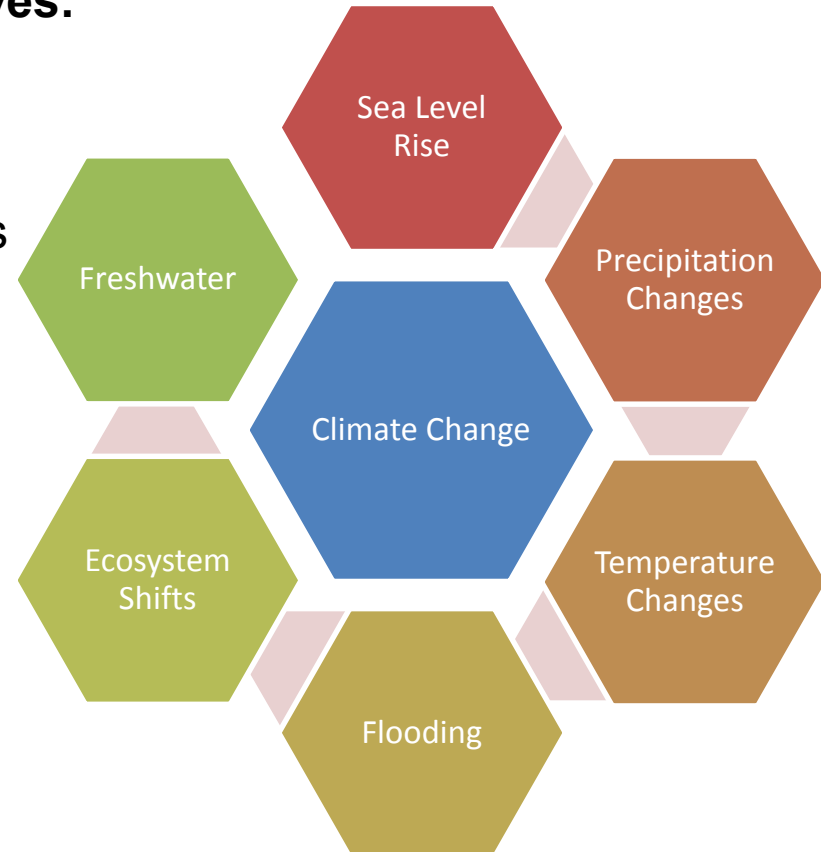 Sea Level
Rise
Precipitation
Changes
Temperature
Changes
Flooding
Ecosystem
Shifts
Freshwater
Climate Change